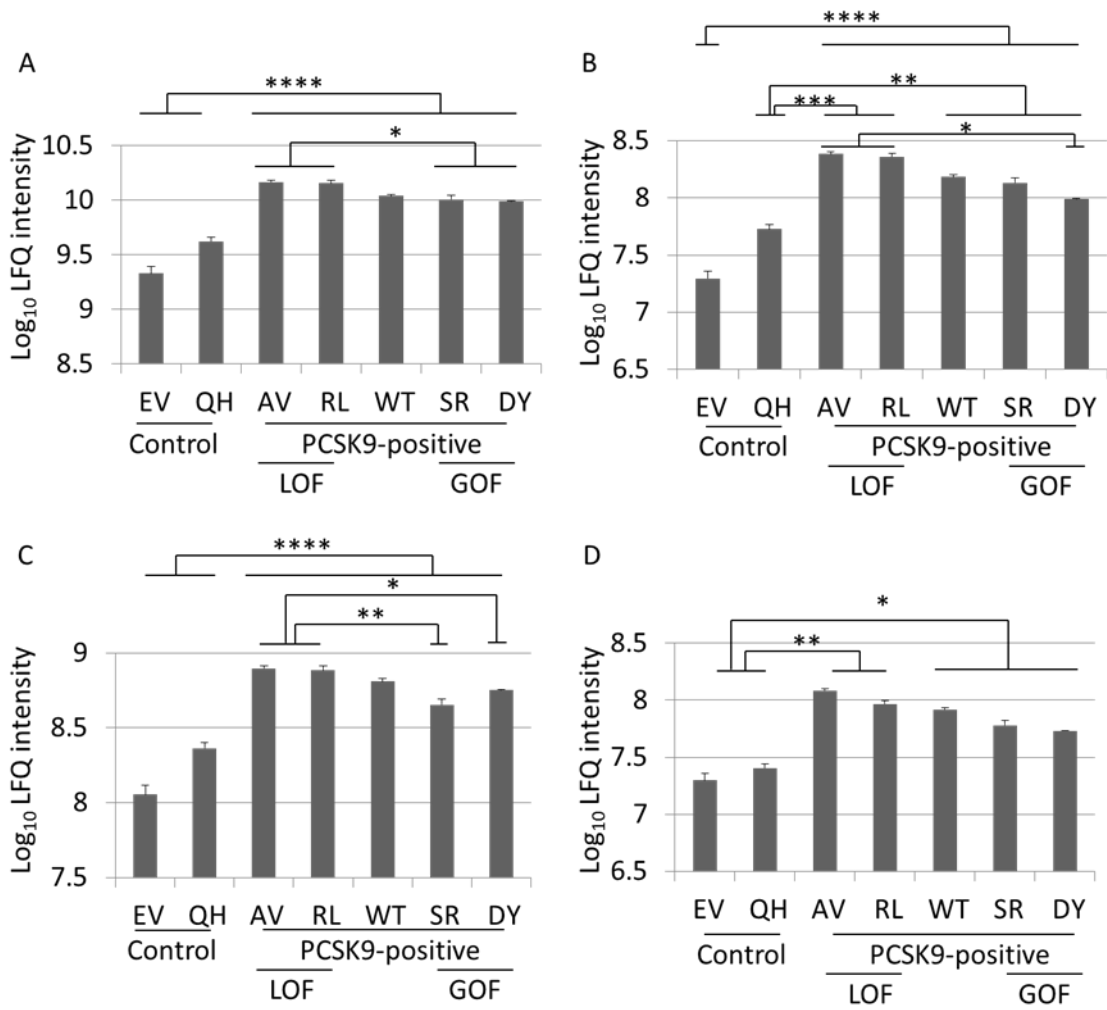 A
****
*
Log10 LFQ intensity
10.5
10
9.5
9
8.5
EV QH AV RL WT SR DY
Control PCSK9-positive
LOF GOF
B
****
**
***
*
Log10 LFQ intensity
8.5
8
7.5
7
6.5
EV QH AV RL WT SR DY
Control PCSK9-positive
LOF GOF
C
****
*
**
Log10 LFQ intensity
9
8.5
8
7.5
EV QH AV RL WT SR DY
Control PCSK9-positive
LOF GOF
D
*
**
Log10 LFQ intensity
8.5
8
7.5
7
6.5
EV QH AV RL WT SR DY
Control PCSK9-positive
LOF GOF